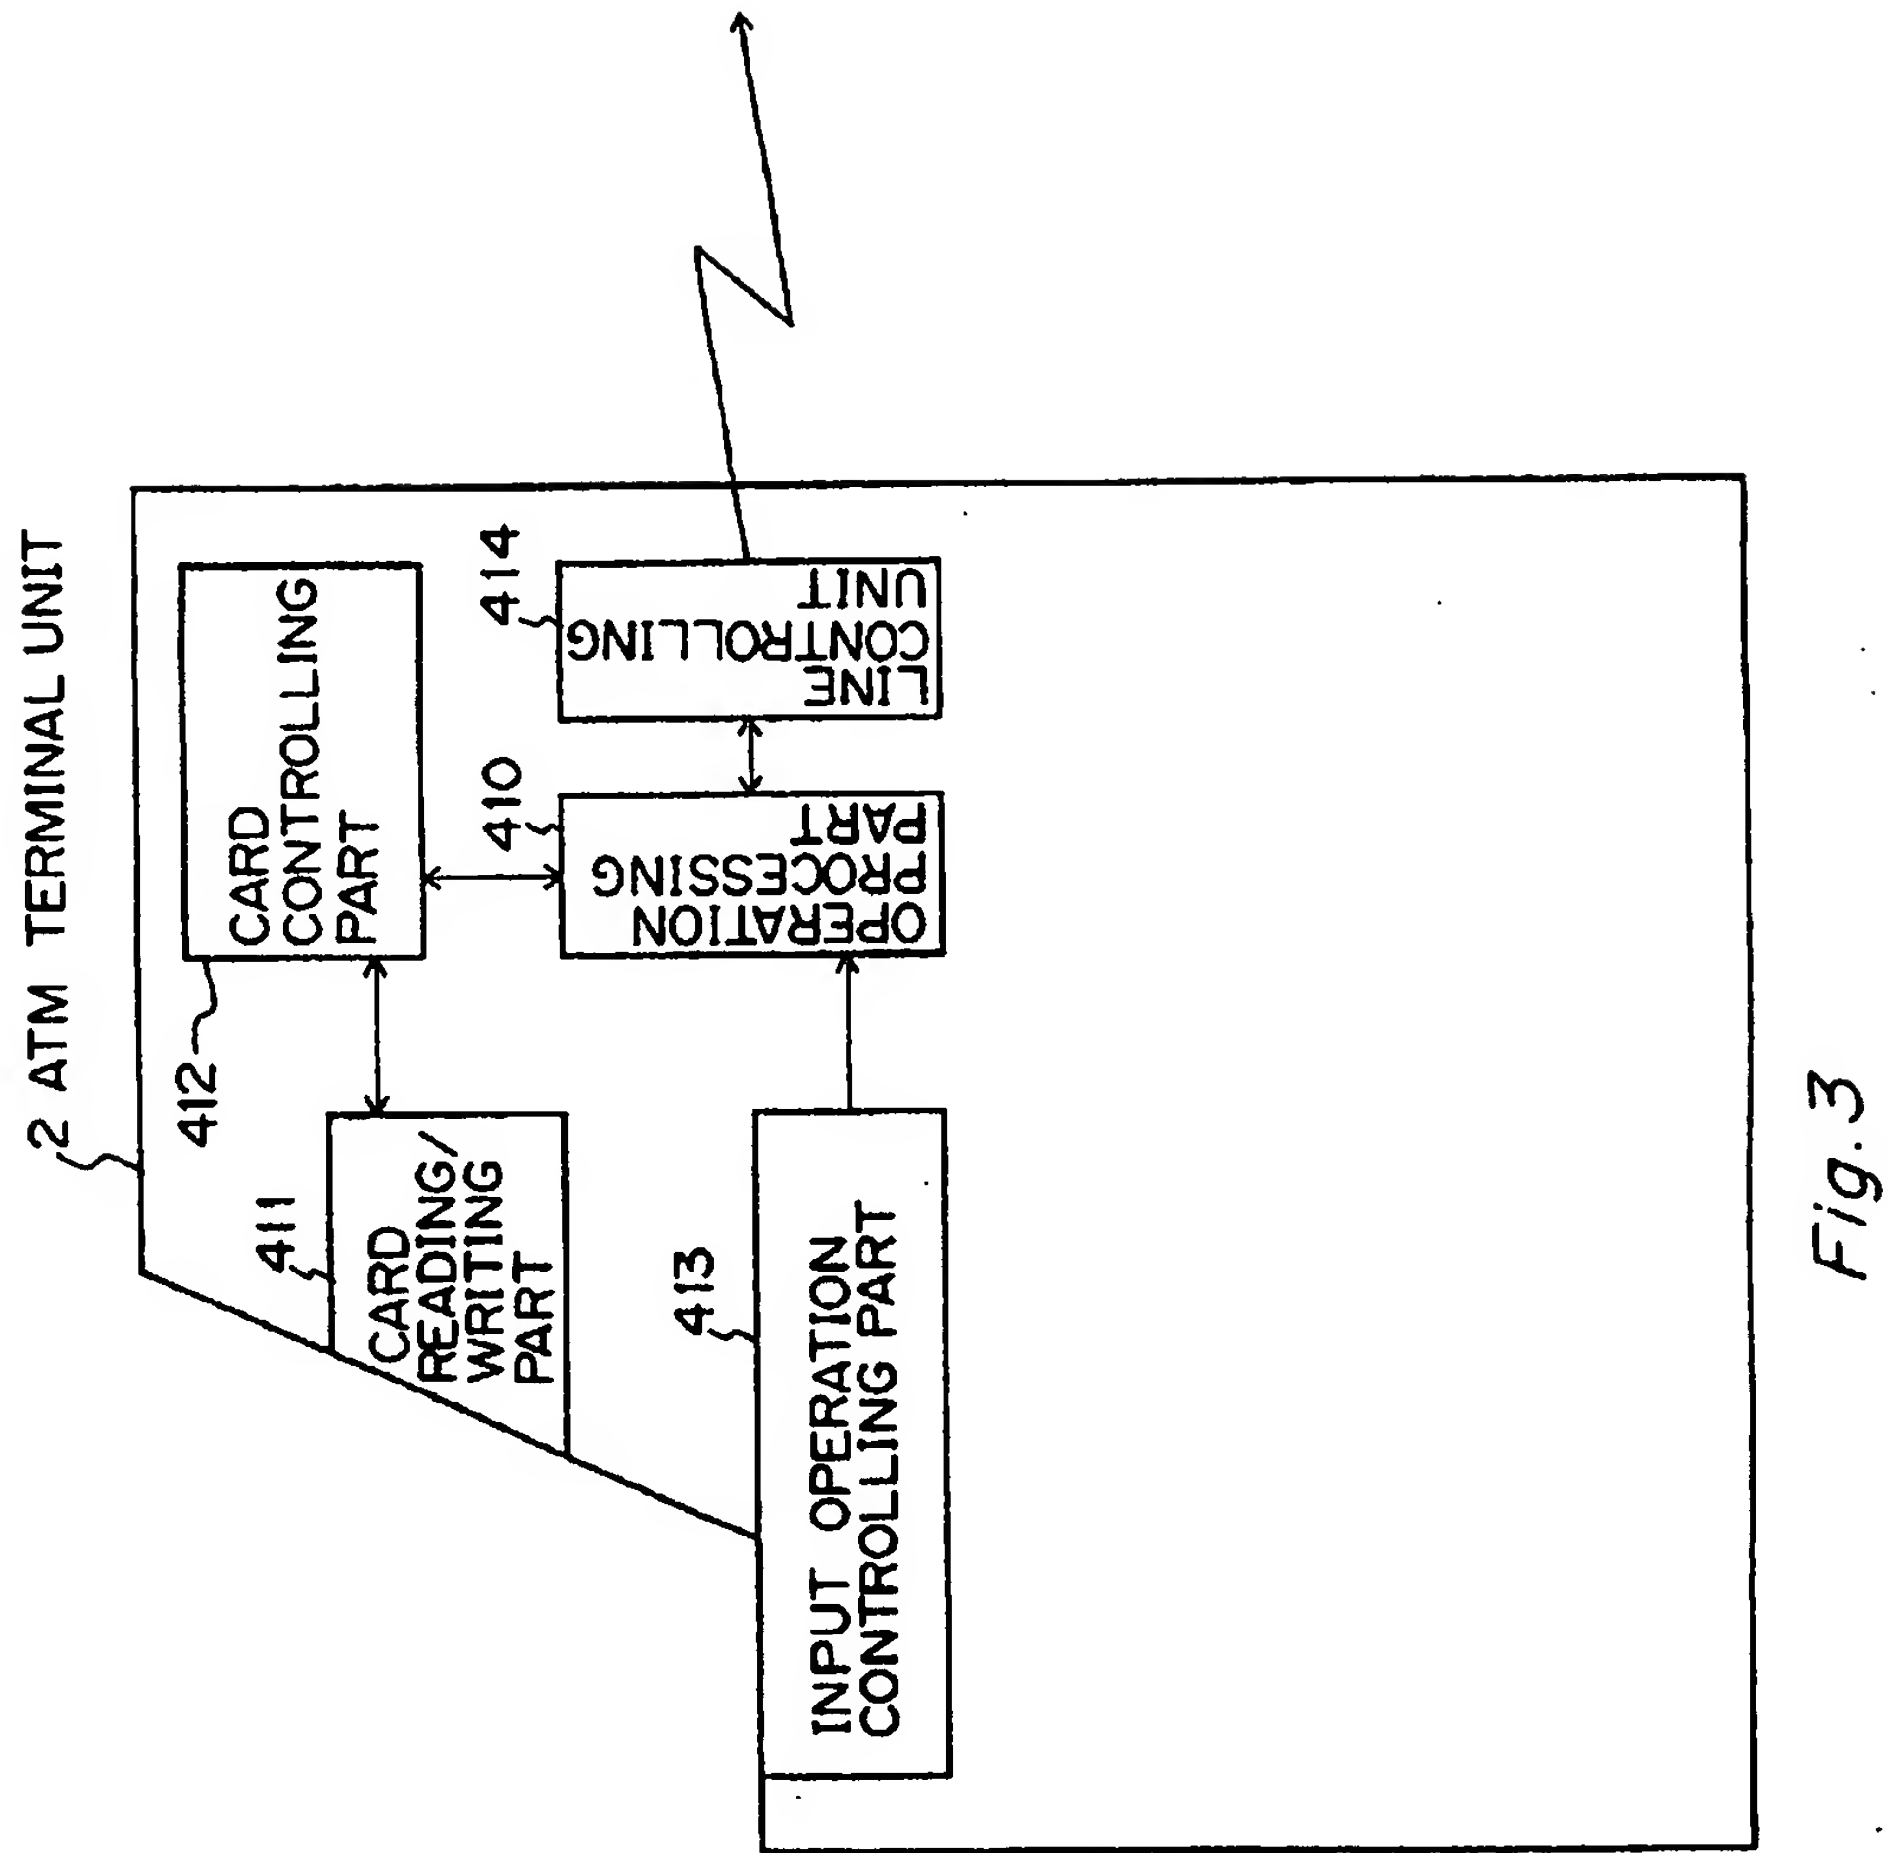 2 ATM TERMINAL UNIT
412
CARD
CONTROLLING
PART
411
CARD
READING/
WRITING
PART
410
OPERATION
PROCESSING
PART
414
LINE
CONTROLLING
UNIT
413
INPUT OPERATION
CONTROLLING PART
Fig. 3